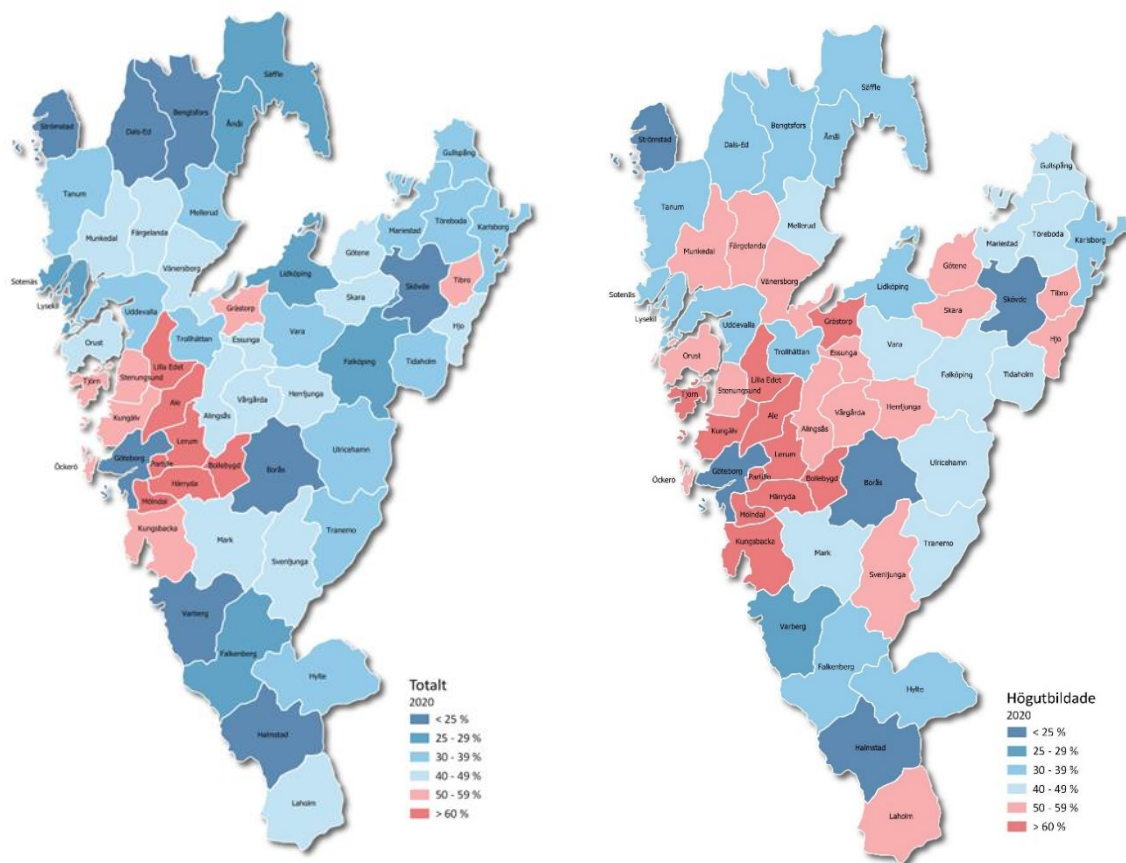 Säffle
Bengtsfors
Strömstad
Dals-Ed
Åmål
Gullspång
Tanum
Mellerud
Töreboda
Karlsborg
Mariestad
Munkedal
Färgelanda
Götene
Vänersborg
Lidköping
Sotenäs
Skövde
Tibro
Lysekil
Skara
Grästorp
Hjo
Uddevalla
Trollhättan
Essunga
Vara
Orust
Falköping
Tidaholm
Lilla Edet
Tjörn
Stenungsund
Vårgårda
Herrljunga
Ale
Alingsås
Kungälv
Lerum
Ulricehamn
Öckerö
Göteborg
Partille
Bollebygd
Borås
Härryda
Mölndal
Kungsbacka
Tranemo
Mark
Svenljunga
Varberg
Falkenberg
Hylte
Halmstad
Laholm
Totalt
2020
< 25 %
25 - 29 %
30 - 39 %
40 - 49 %
50 - 59 %
> 60 %
Säffle
Bengtsfors
Strömstad
Dals-Ed
Åmål
Gullspång
Tanum
Mellerud
Töreboda
Karlsborg
Mariestad
Munkedal
Färgelanda
Götene
Vänersborg
Lidköping
Sotenäs
Skövde
Tibro
Lysekil
Skara
Grästorp
Hjo
Uddevalla
Trollhättan
Essunga
Vara
Orust
Falköping
Tidaholm
Lilla Edet
Tjörn
Stenungsund
Vårgårda
Herrljunga
Ale
Alingsås
Kungälv
Lerum
Ulricehamn
Öckerö
Göteborg
Partille
Bollebygd
Borås
Härryda
Mölndal
Kungsbacka
Tranemo
Mark
Svenljunga
Varberg
Falkenberg
Hylte
Halmstad
Laholm
Högutbildade
2020
< 25 %
25 - 29 %
30 - 39 %
40 - 49 %
50 - 59 %
> 60 %